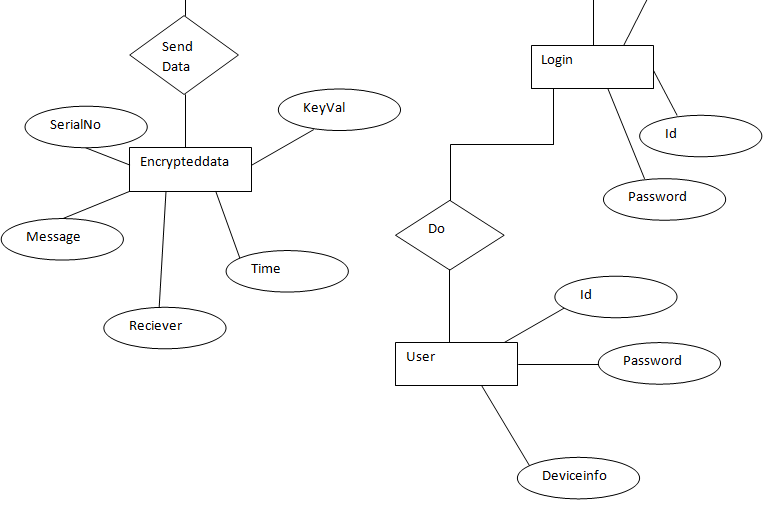 Send
Data
Login
KeyVal
SerialNo
Id
Encrypteddata
Password
Do
Message
Time
Id
Reciever
User
Password
Deviceinfo